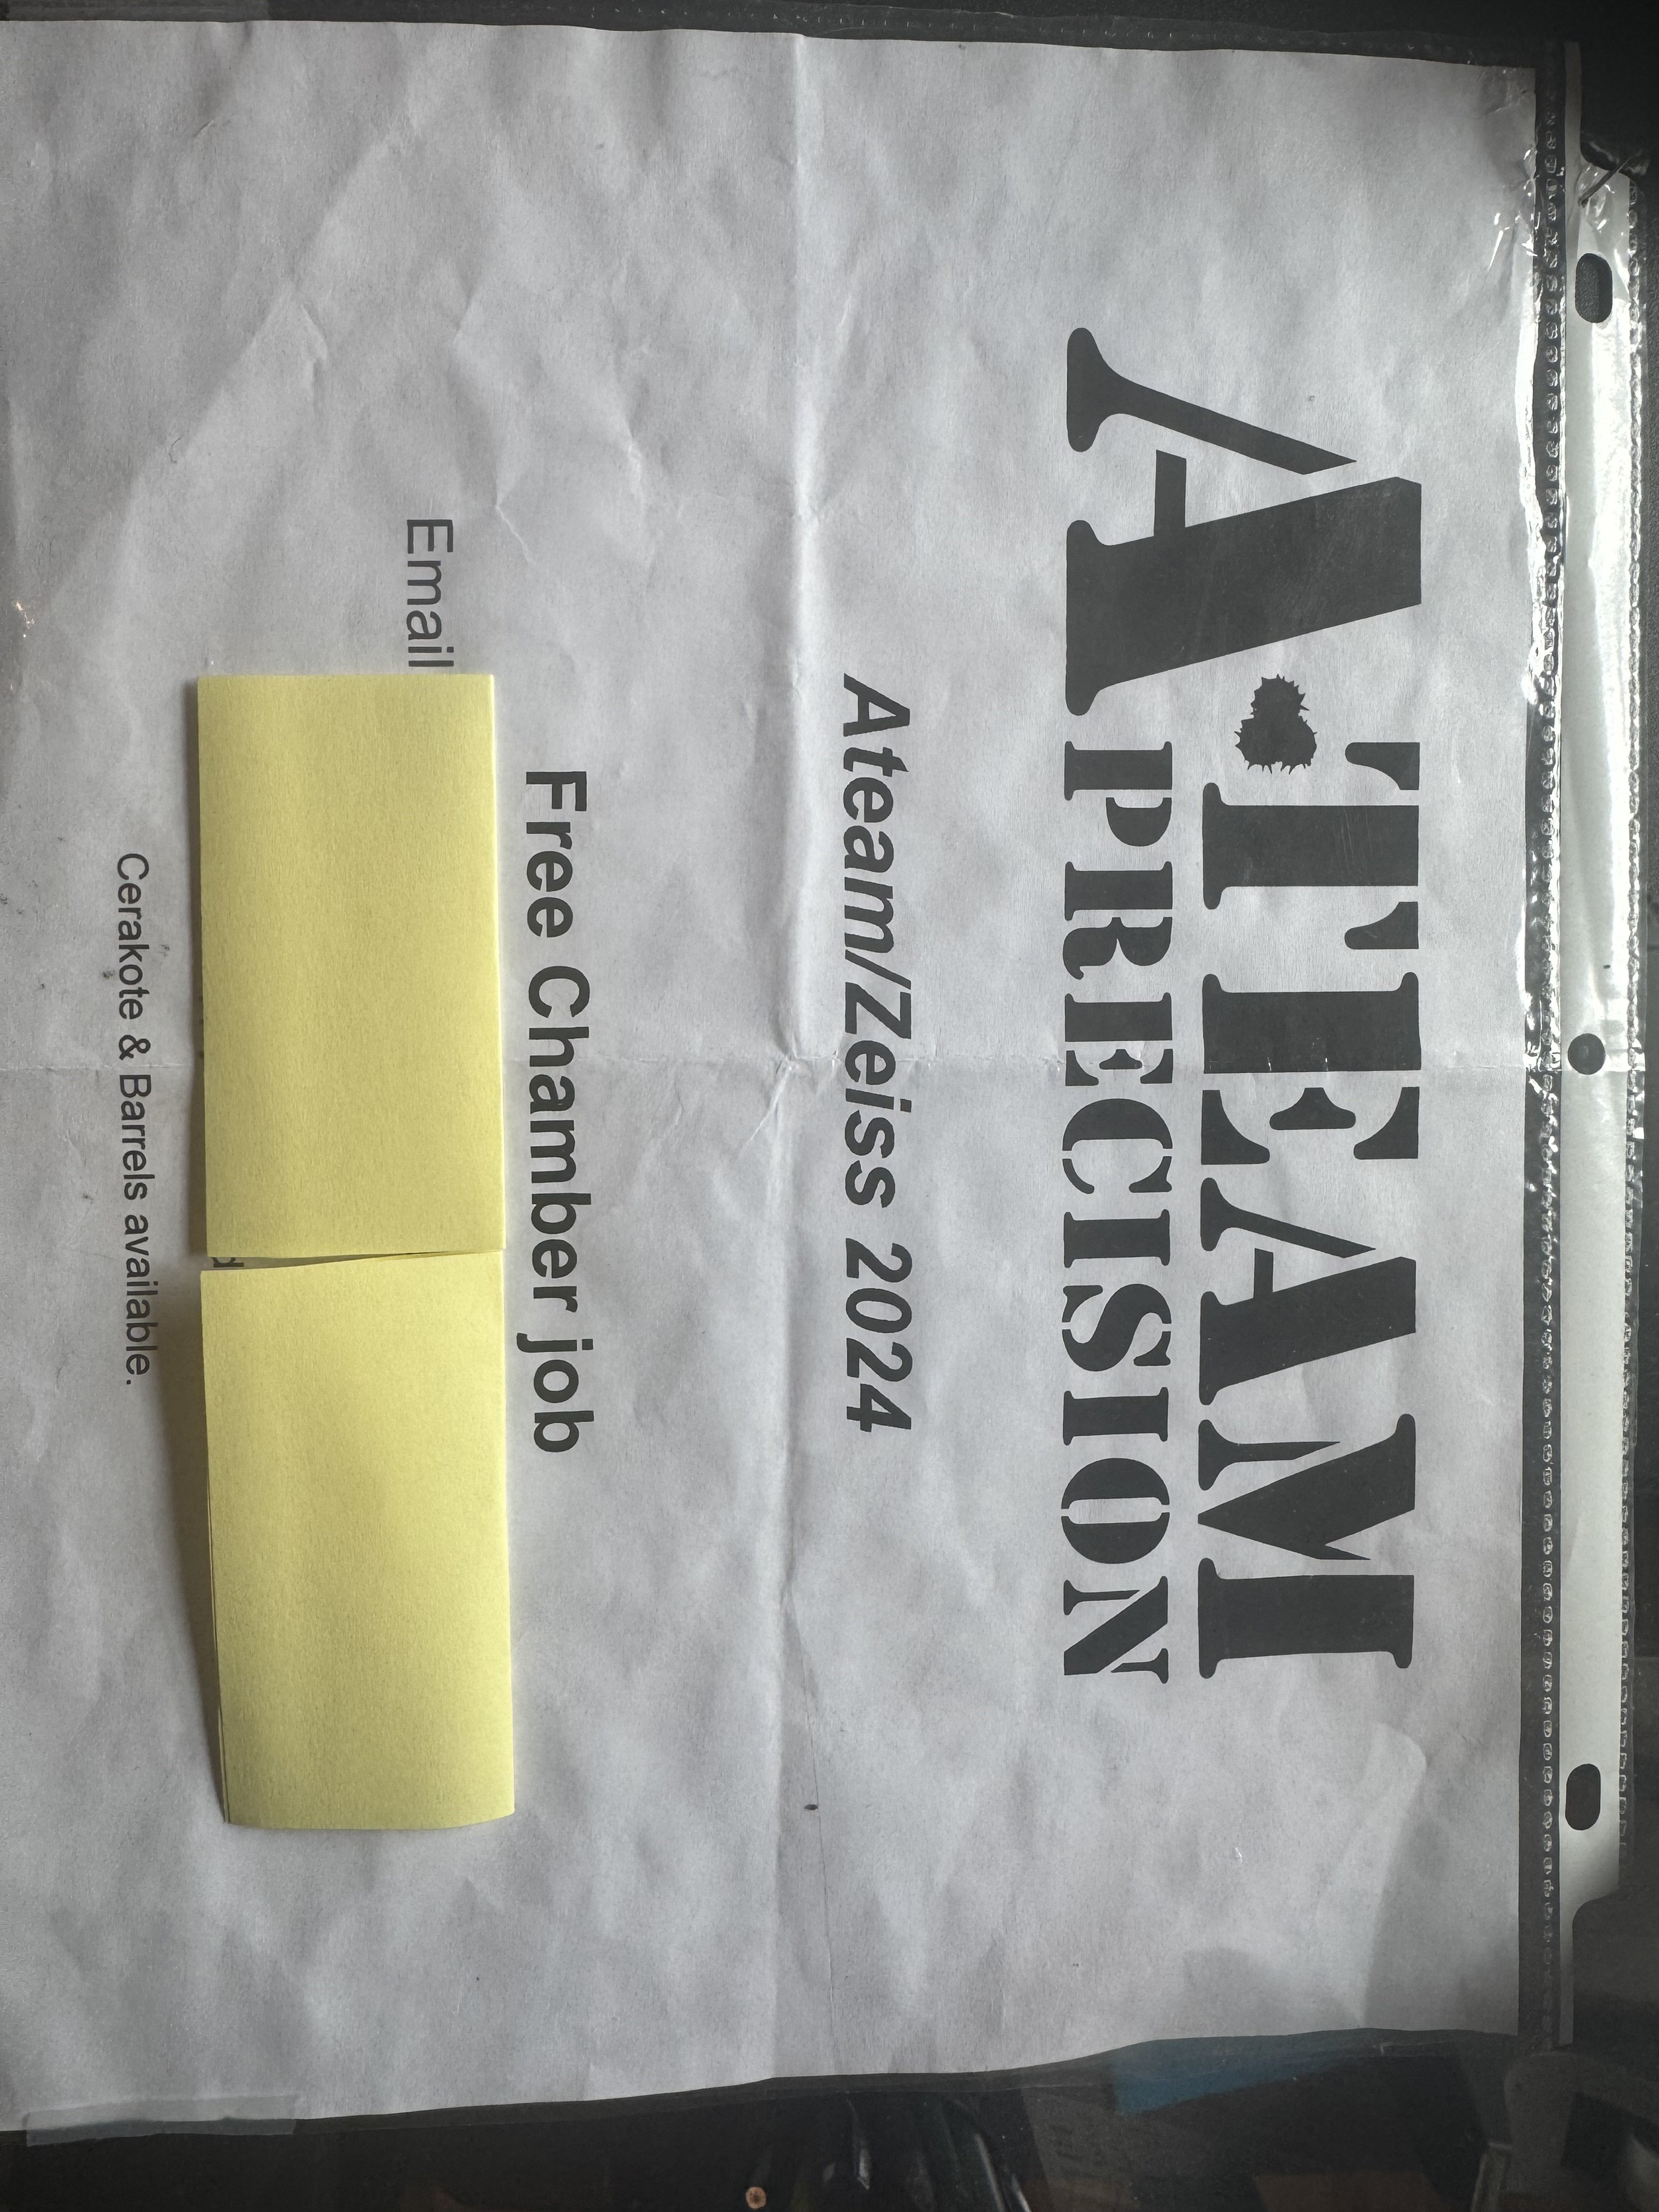 A·TEAM
PRECISION
Ateam/Zeiss 2024
Free Chamber job
Email
Cerakote & Barrels available.